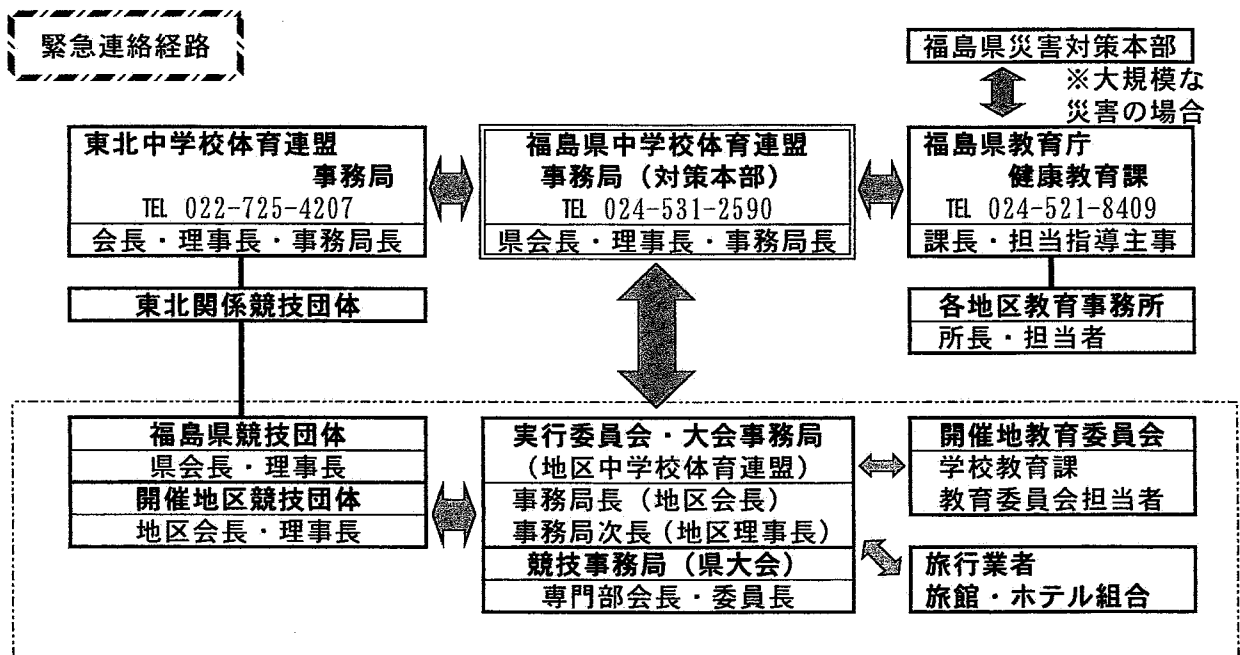 緊急連絡経路
福島県災害対策本部
※大規模な
災害の場合
東北中学校体育連盟
事務局
TEL 022-725-4207
会長・理事長・事務局長
福島県中学校体育連盟
事務局(対策本部)
TEL 024-531-2590
県会長・理事長・事務局長
福島県教育庁
健康教育課
TEL 024-521-8409
課長・担当指導主事
東北関係競技団体
各地区教育事務所
所長・担当者
福島県競技団体
県会長・理事長
開催地区競技団体
地区会長・理事長
実行委員会・大会事務局
(地区中学校体育連盟)
事務局長(地区会長)
事務局次長(地区理事長)
競技事務局(県大会)
専門部会長・委員長
開催地教育委員会
学校教育課
教育委員会担当者
旅行業者
旅館・ホテル組合